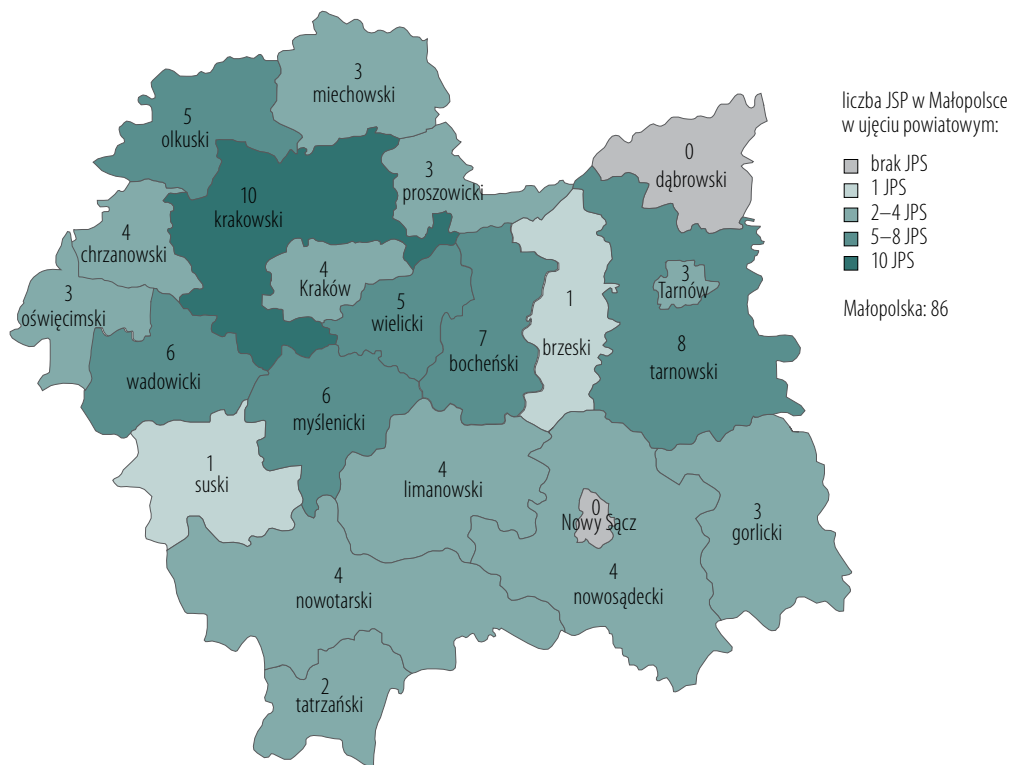 3
miechowski
5
olkuski
0
dąbrowski
3
proszowicki
10
krakowski
4
chrzanowski
4
Kraków
3
Tarnów
3
oświęcimski
5
wielicki
1
brzeski
7
bocheński
8
tarnowski
6
wadowicki
6
myślenicki
1
suski
4
limanowski
0
Nowy Sącz
3
gorlicki
4
nowotarski
4
nowosądecki
2
tatrzański
liczba JSP w Małopolsce
w ujęciu powiatowym:
brak JPS
1 JPS
2–4 JPS
5–8 JPS
10 JPS
Małopolska: 86